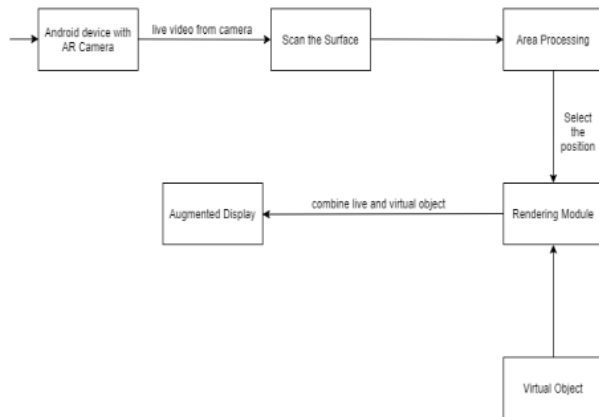 Android device with
AR Camera
live video from camera
Scan the Surface
Area Processing
Select
the
position
Augmented Display
combine live and virtual object
Rendering Module
Virtual Object